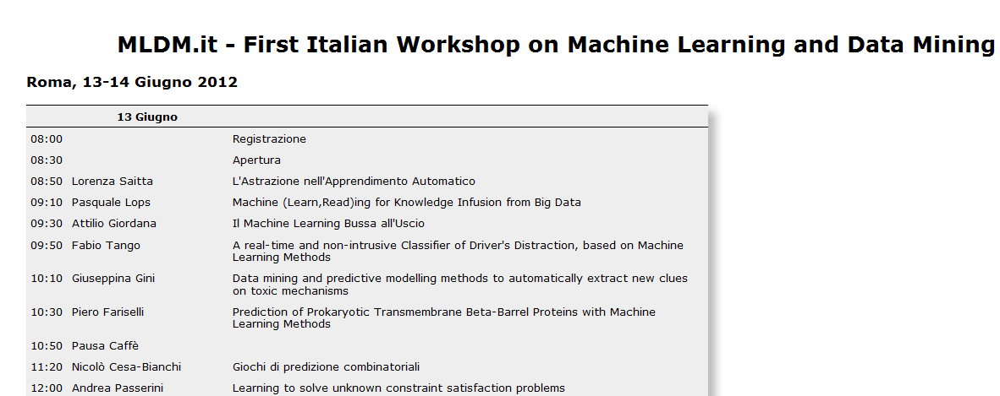 MLDM.it - First Italian Workshop on Machine Learning and Data Mining
Roma, 13-14 Giugno 2012
13 Giugno
08:00 Registrazione
08:30 Apertura
08:50 Lorenza Saitta L'Astrazione nell'Apprendimento Automatico
09:10 Pasquale Lops Machine (Learn,Read)ing for Knowledge Infusion from Big Data
09:30 Attilio Giordana Il Machine Learning Bussa all'Uscio
09:50 Fabio Tango A real-time and non-intrusive Classifier of Driver's Distraction, based on Machine
Learning Methods
10:10 Giuseppina Gini Data mining and predictive modelling methods to automatically extract new clues
on toxic mechanisms
10:30 Piero Fariselli Prediction of Prokaryotic Transmembrane Beta-Barrel Proteins with Machine
Learning Methods
10:50 Pausa Caffè
11:20 Nicolò Cesa-Bianchi Giochi di predizione combinatoriali
12:00 Andrea Passerini Learning to solve unknown constraint satisfaction problems